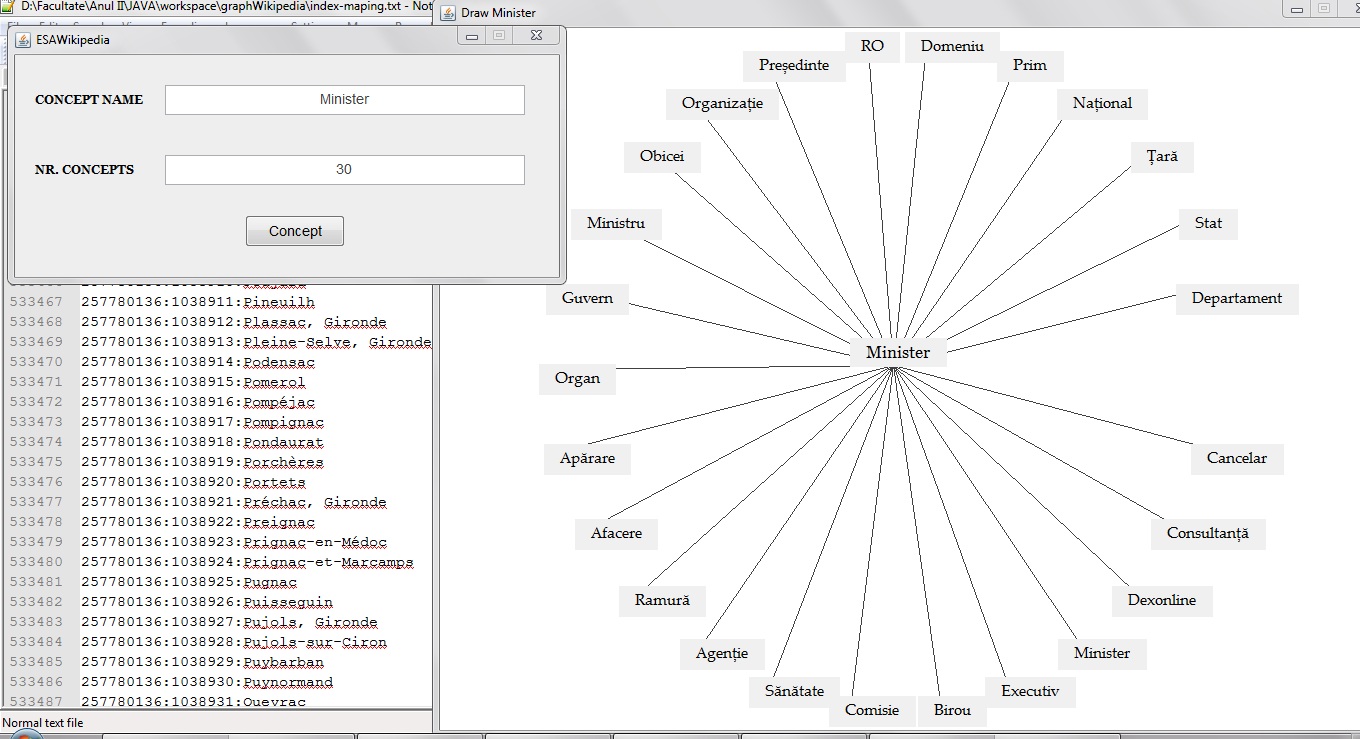 D:\Facultate\Anul II\JAVA\workspace\graphWikipedia\index-maping.txt - Not
Draw Minister
ESAWikipedia
CONCEPT NAME
Minister
NR. CONCEPTS
30
Concept
RO
Domeniu
Președinte
Prim
Organizație
Național
Obicei
Țară
Ministru
Stat
Guvern
Departament
Minister
Organ
Apărare
Cancelar
Afacere
Consultanță
Ramură
Dexonline
Agenție
Minister
Sănătate
Executiv
Comisie
Birou
533467 257780136:1038911:Pineuilh
533468 257780136:1038912:Plassac, Gironde
533469 257780136:1038913:Pleine-Selve, Gironde
533470 257780136:1038914:Podensac
533471 257780136:1038915:Pomerol
533472 257780136:1038916:Pompéjac
533473 257780136:1038917:Pompignac
533474 257780136:1038918:Pondaurat
533475 257780136:1038919:Porchères
533476 257780136:1038920:Portets
533477 257780136:1038921:Préchac, Gironde
533478 257780136:1038922:Preignac
533479 257780136:1038923:Prignac-en-Médoc
533480 257780136:1038924:Prignac-et-Marcamps
533481 257780136:1038925:Pugnac
533482 257780136:1038926:Puisseguin
533483 257780136:1038927:Pujols, Gironde
533484 257780136:1038928:Pujols-sur-Ciron
533485 257780136:1038929:Puybarban
533486 257780136:1038930:Puynormand
533487 257780136:1038931:Queyrac
Normal text file